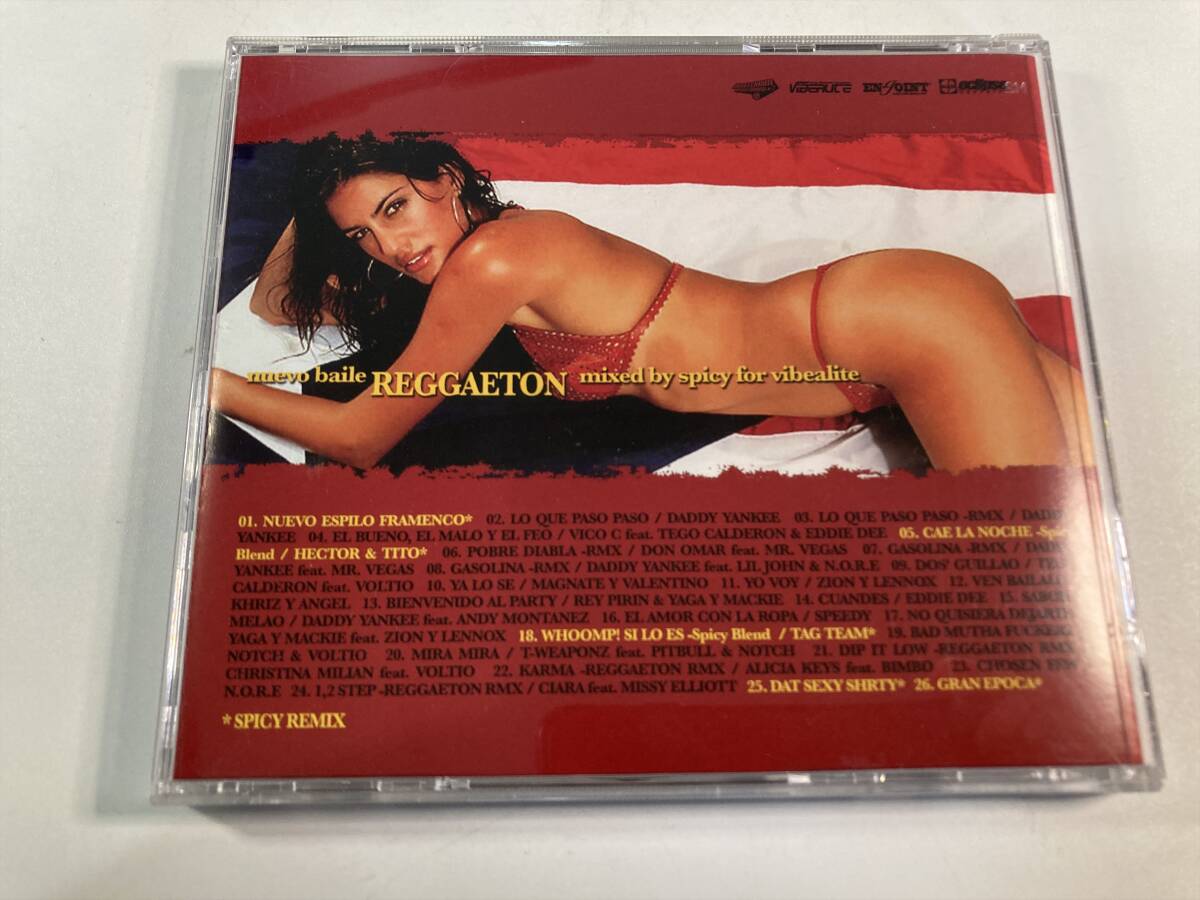 VIBEALITE EN-JOINT eclipse
nuevo baile REGGAETON mixed by spicy for vibealite
01. NUEVO ESPILO FRAMENCO* 02. LO QUE PASO PASO / DADDY YANKEE 03. LO QUE PASO PASO -RMX / DADDY
YANKEE 04. EL BUENO, EL MALO Y EL FEO / VICO C feat. TEGO CALDERON & EDDIE DEE 05. CAE LA NOCHE -Spicy
Blend / HECTOR & TITO* 06. POBRE DIABLA -RMX / DON OMAR feat. MR. VEGAS 07. GASOLINA -RMX / DADDY
YANKEE feat. MR. VEGAS 08. GASOLINA -RMX / DADDY YANKEE feat. LIL JOHN & N.O.R.E 09. DOS' GUILLAO / TEGO
CALDERON feat. VOLTIO 10. YA LO SE / MAGNATE Y VALENTINO 11. YO VOY / ZION Y LENNOX 12. VEN BAILALO
KHRIZ Y ANGEL 13. BIENVENIDO AL PARTY / REY PIRIN & YAGA Y MACKIE 14. CUANDES / EDDIE DEE 15. SABOR
MELAO / DADDY YANKEE feat. ANDY MONTANEZ 16. EL AMOR CON LA ROPA / SPEEDY 17. NO QUISIERA DEJARTE
YAGA Y MACKIE feat. ZION Y LENNOX 18. WHOOMP! SI LO ES -Spicy Blend / TAG TEAM* 19. BAD MUTHA FUCKERZ
NOTCH & VOLTIO 20. MIRA MIRA / T-WEAPONZ feat. PITBULL & NOTCH 21. DIP IT LOW -REGGAETON RMX
CHRISTINA MILIAN feat. VOLTIO 22. KARMA -REGGAETON RMX / ALICIA KEYS feat. BIMBO 23. CHOSEN FEW
N.O.R.E 24. 1,2 STEP -REGGAETON RMX / CIARA feat. MISSY ELLIOTT 25. DAT SEXY SHRTY* 26. GRAN EPOCA*
* SPICY REMIX